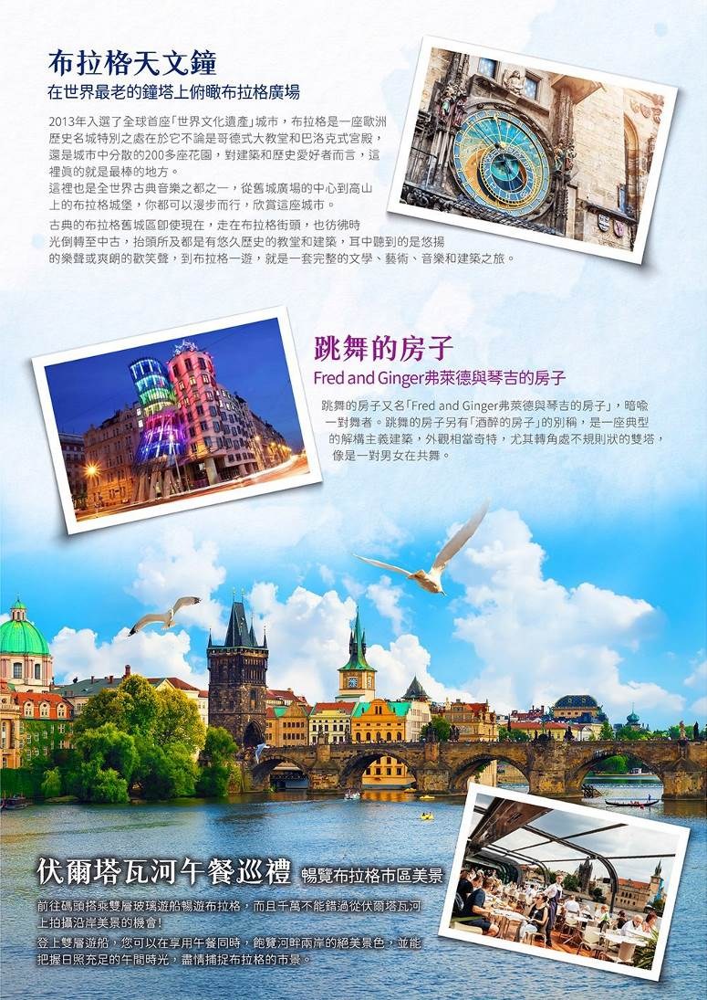 布拉格天文鐘
在世界最老的鐘塔上俯瞰布拉格廣場
2013年入選了全球首座「世界文化遺產」城市，布拉格是一座歐洲
歷史名城特別之處在於它不論是哥德式大教堂和巴洛克式宮殿，
還是城市中分散的200多座花園，對建築和歷史愛好者而言，這
裡真的就是最棒的地方。
這裡也是全世界古典音樂之都之一，從舊城廣場的中心到高山
上的布拉格城堡，你都可以漫步而行，欣賞這座城市。
古典的布拉格舊城區即使現在，走在布拉格街頭，也彷彿時
光倒轉至中古，抬頭所及都是有悠久歷史的教堂和建築，耳中聽到的是悠揚
的樂聲或爽朗的歡笑聲，到布拉格一遊，就是一套完整的文學、藝術、音樂和建築之旅。
跳舞的房子
Fred and Ginger弗萊德與琴吉的房子
跳舞的房子又名「Fred and Ginger弗萊德與琴吉的房子」，暗喻
一對舞者。跳舞的房子另有「酒醉的房子」的別稱，是一座典型
的解構主義建築，外觀相當奇特，尤其轉角處不規則狀的雙塔，
像是一對男女在共舞。
伏爾塔瓦河午餐巡禮 暢覽布拉格市區美景
前往碼頭搭乘雙層玻璃遊船暢遊布拉格，而且千萬不能錯過從伏爾塔瓦河
上拍攝沿岸美景的機會！
登上雙層遊船，您可以在享用午餐同時，飽覽河畔兩岸的絕美景色，並能
把握日照充足的午間時光，盡情捕捉布拉格的市景。